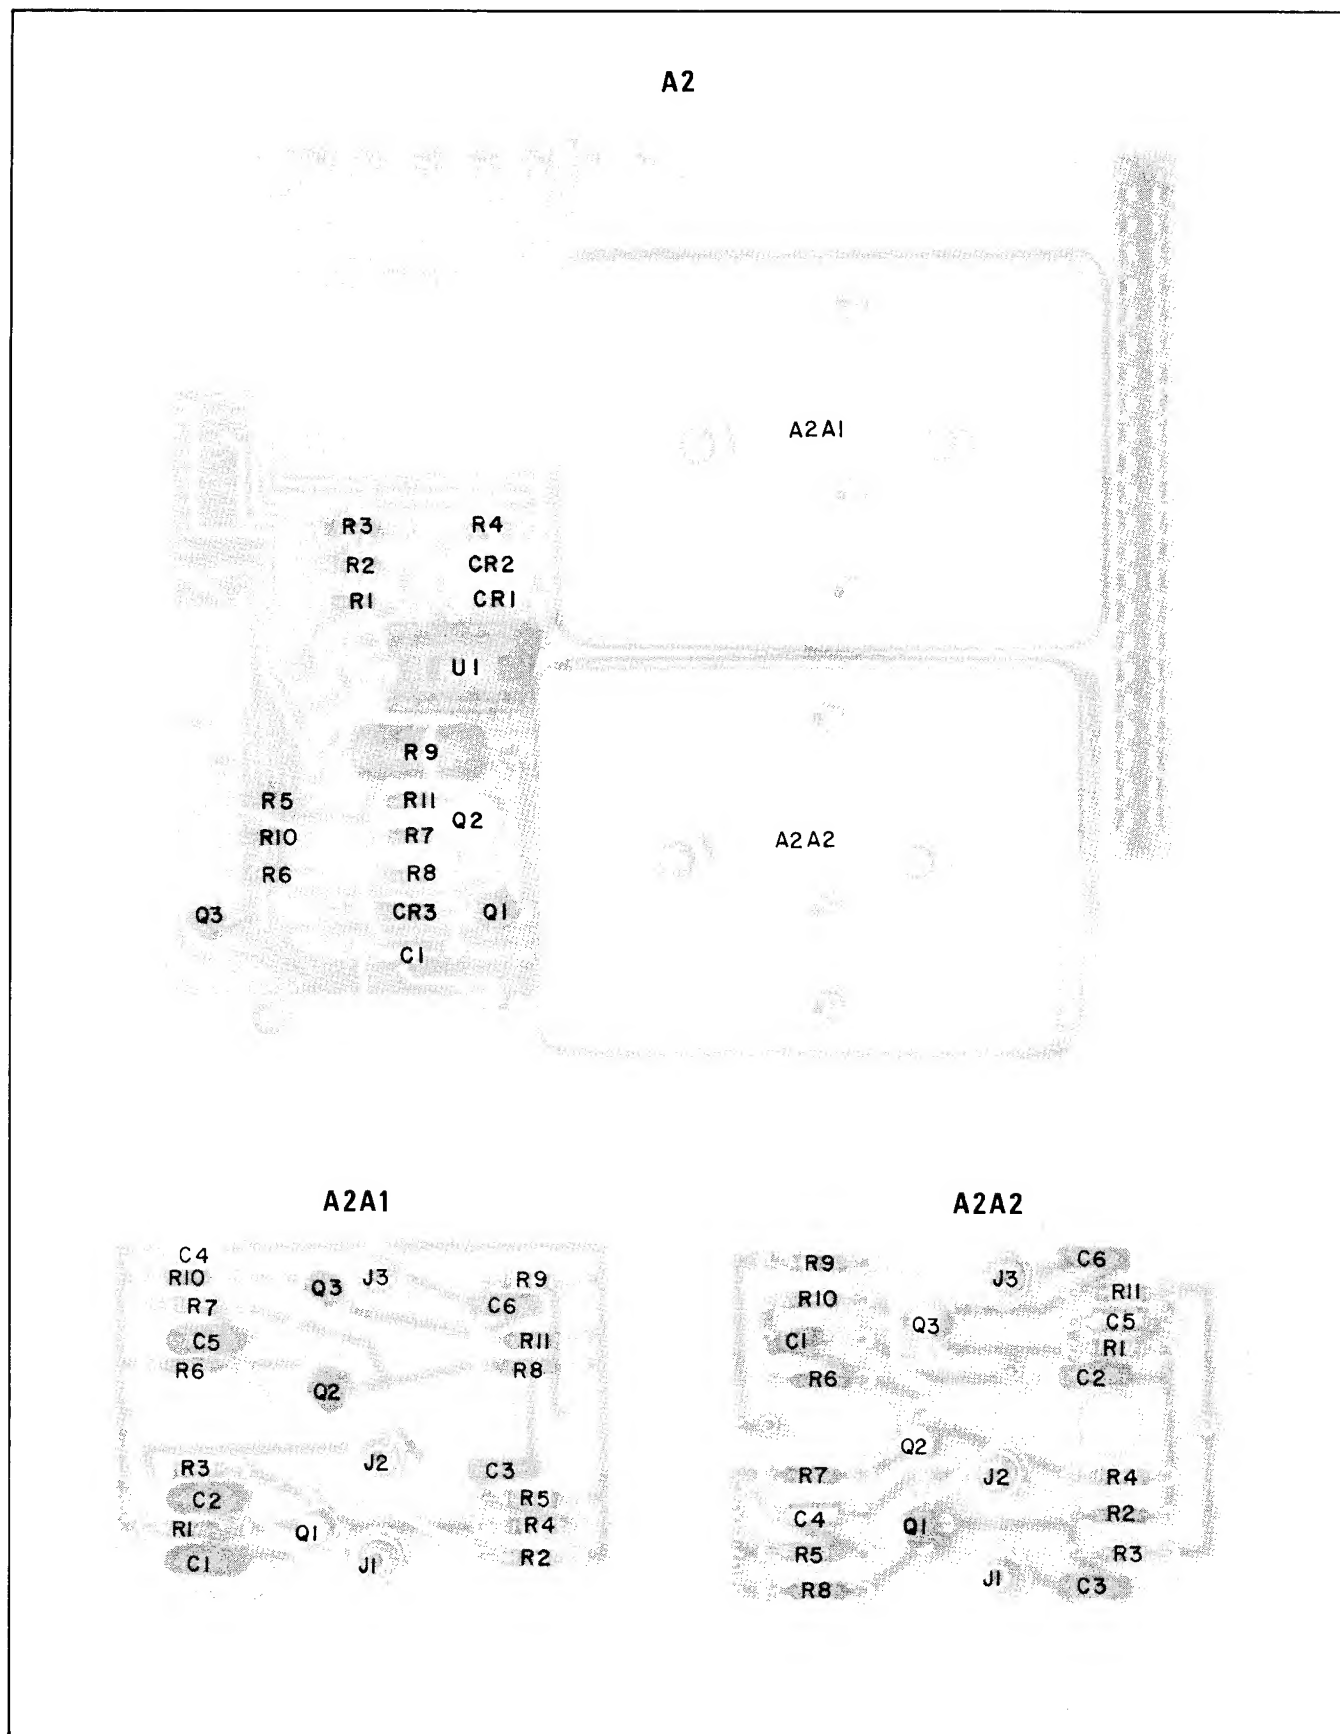 A2
A2A1
R3 R4
R2 CR2
R1 CR1
U1
R9
R5 R11
Q2
R10 R7
A2A2
R6 R8
Q3 CR3 Q1
C1
A2A1
C4
R10 Q3 J3 R9
R7 C6
C5 R11
R6 R8
Q2
R3 J2 C3
C2 R5
R1 Q1 R4
C1 J1 R2
A2A2
R9 J3 C6
R10 R11
Q3 C5
C1 R1
R6 C2
Q2
R7 J2 R4
C4 Q1 R2
R5 R3
R8 J1 C3